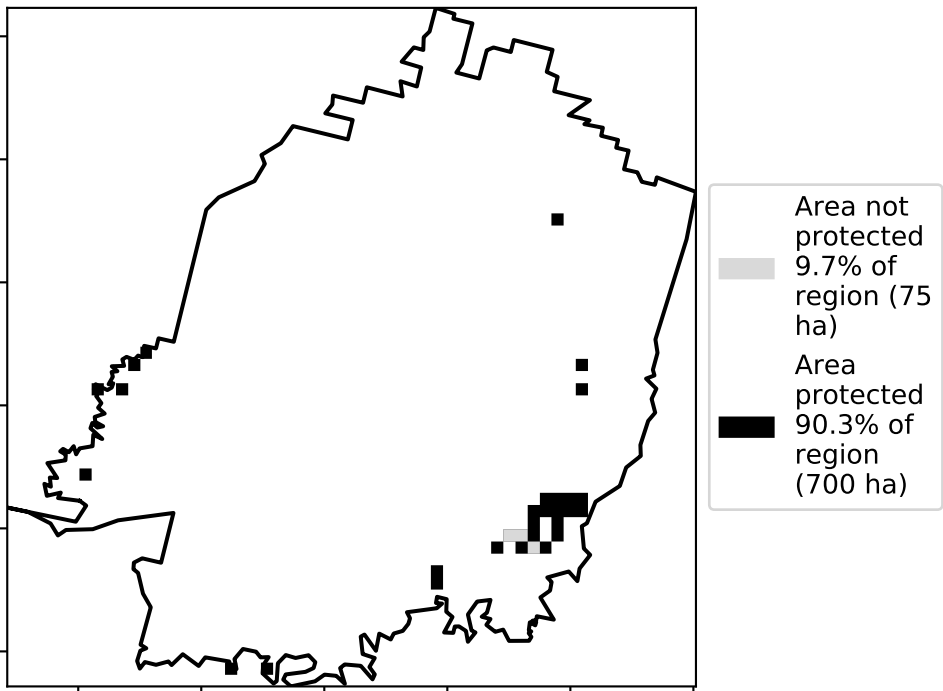 Area not
protected
9.7% of
region (75
ha)
Area
protected
90.3% of
region
(700 ha)